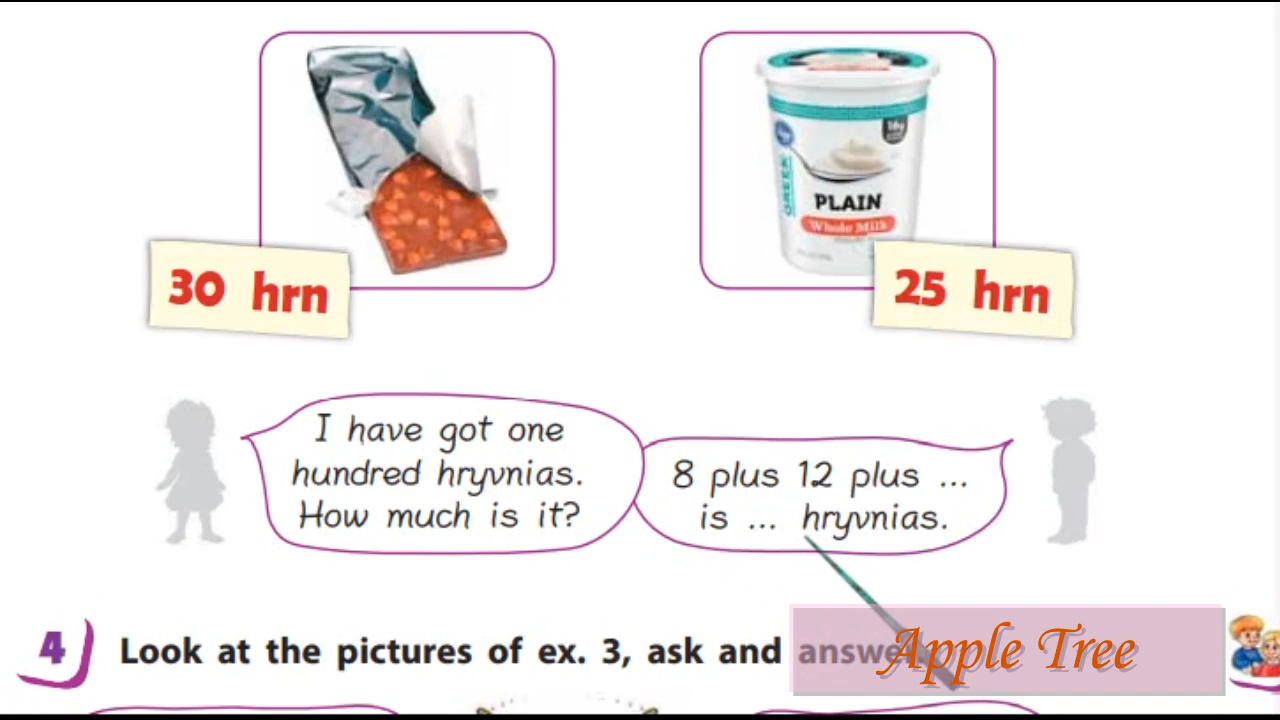 GREEK
PLAIN
Whole Milk
30 hrn
25 hrn
I have got one
hundred hryvnias.
How much is it?
8 plus 12 plus ...
is ... hryvnias.
4
Look at the pictures of ex. 3, ask and answer
Apple Tree